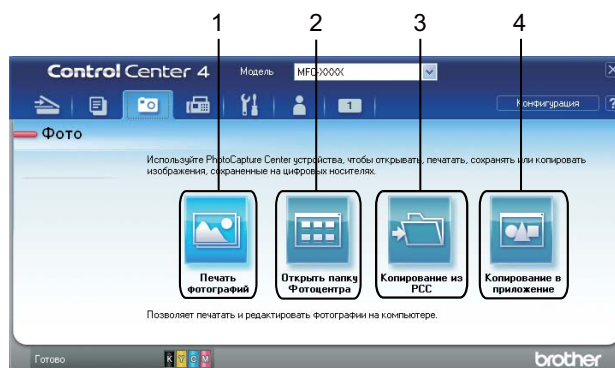 1 2 3 4
Control Center 4 Модель MFC-XXXX
1 Конфигурация ?
Фото
Используйте PhotoCapture Center устройства, чтобы открывать, печатать, сохранять или копировать
изображения, сохраненные на цифровых носителях.
Печать Открыть папку Копирование из Копирование в
фотографий Фотоцентра PCC приложение
Позволяет печатать и редактировать фотографии на компьютере.
Готово K Y C M brother